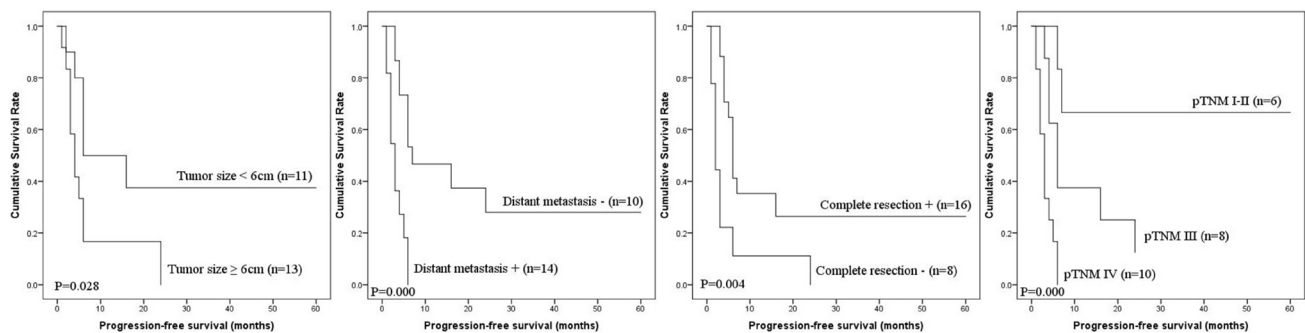 Cumulative Survival Rate
1.0
0.8
0.6
0.4
0.2
0.0
Tumor size < 6cm (n=11)
Tumor size ≥ 6cm (n=13)
P=0.028
0 10 20 30 40 50 60
Progression-free survival (months)
Cumulative Survival Rate
1.0
0.8
0.6
0.4
0.2
0.0
Distant metastasis - (n=10)
Distant metastasis + (n=14)
P=0.000
0 10 20 30 40 50 60
Progression-free survival (months)
Cumulative Survival Rate
1.0
0.8
0.6
0.4
0.2
0.0
Complete resection + (n=16)
Complete resection - (n=8)
P=0.004
0 10 20 30 40 50 60
Progression-free survival (months)
Cumulative Survival Rate
1.0
0.8
0.6
0.4
0.2
0.0
pTNM I-II (n=6)
pTNM III (n=8)
pTNM IV (n=10)
P=0.000
0 10 20 30 40 50 60
Progression-free survival (months)